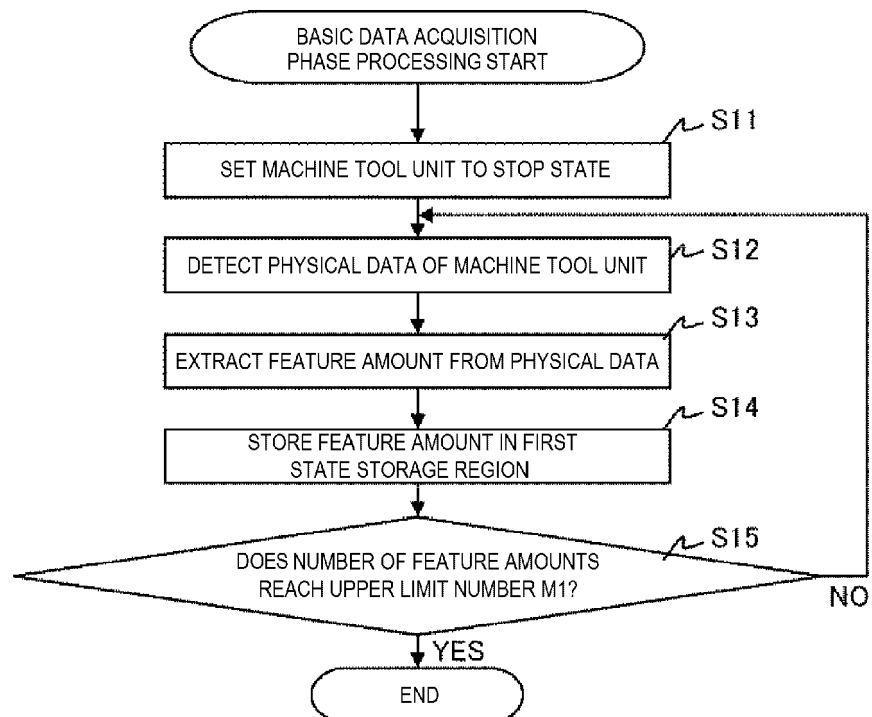 BASIC DATA ACQUISITION
PHASE PROCESSING START
S11
SET MACHINE TOOL UNIT TO STOP STATE
S12
DETECT PHYSICAL DATA OF MACHINE TOOL UNIT
S13
EXTRACT FEATURE AMOUNT FROM PHYSICAL DATA
S14
STORE FEATURE AMOUNT IN FIRST
STATE STORAGE REGION
S15
DOES NUMBER OF FEATURE AMOUNTS
REACH UPPER LIMIT NUMBER M1?
NO
YES
END